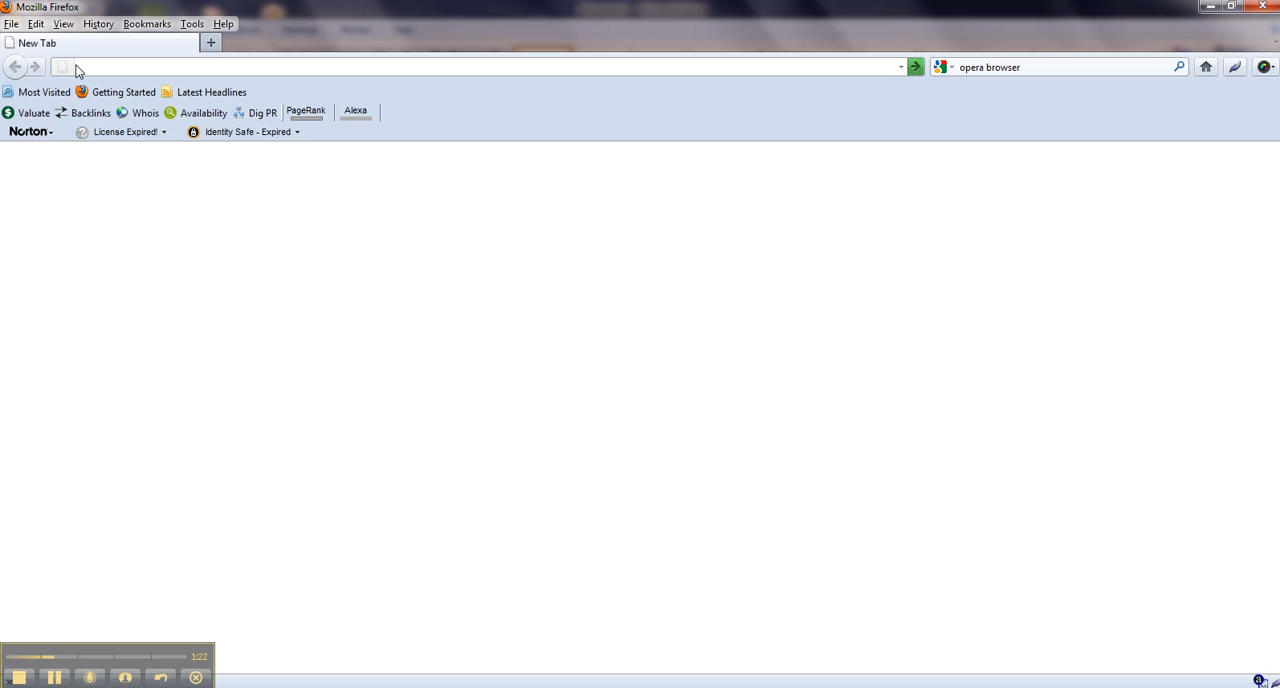 Mozilla Firefox
File Edit View History Bookmarks Tools Help
New Tab
opera browser
Most Visited Getting Started Latest Headlines
Valuate Backlinks Whois Availability Dig PR PageRank Alexa
Norton License Expired! Identity Safe - Expired
1:22